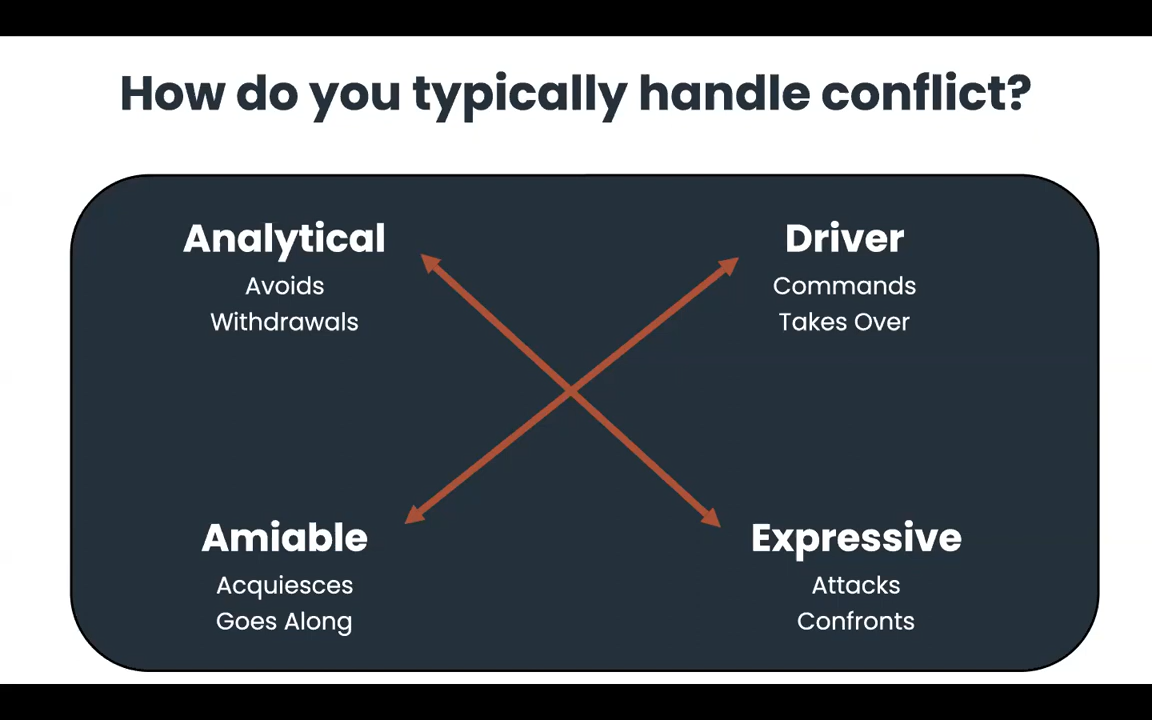 How do you typically handle conflict?
Analytical
Avoids
Withdrawals
Driver
Commands
Takes Over
Amiable
Acquiesces
Goes Along
Expressive
Attacks
Confronts